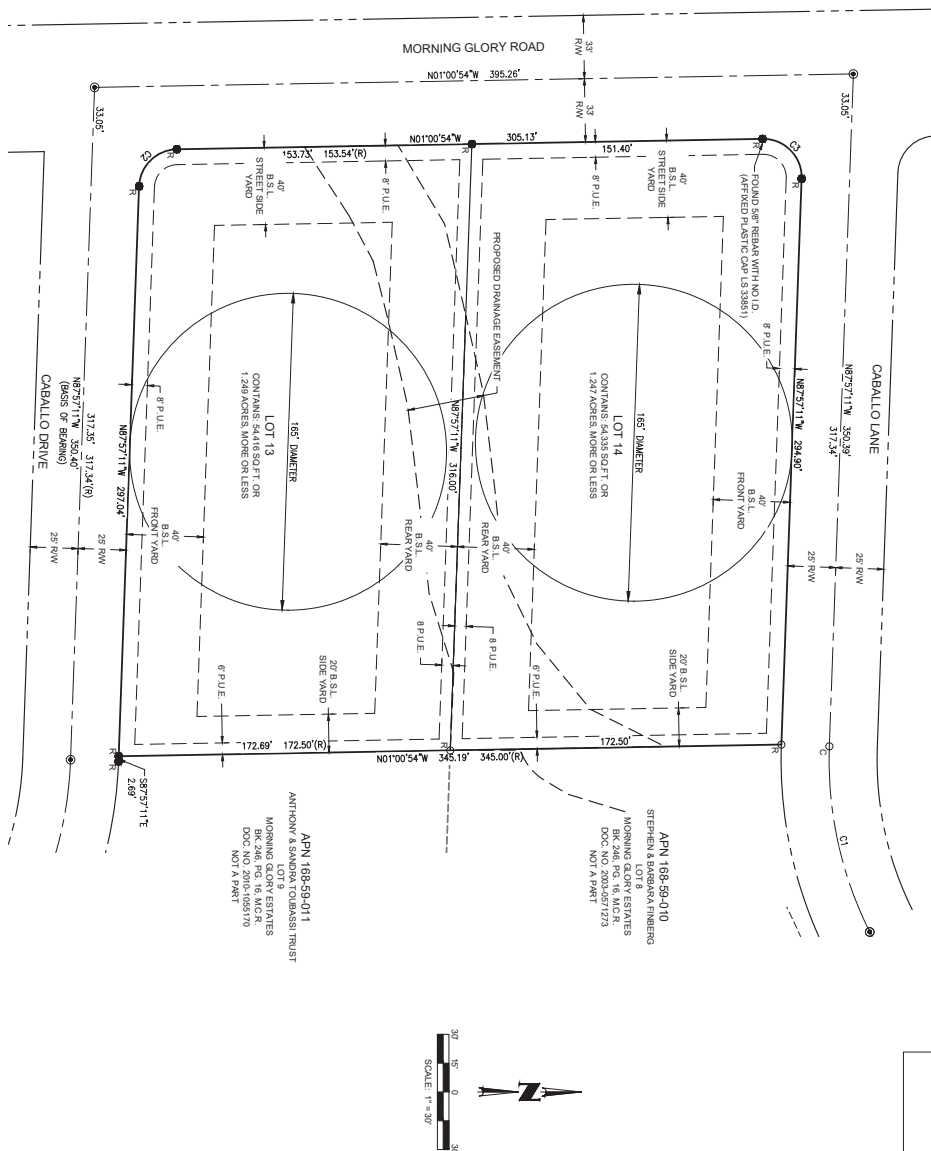 MORNING GLORY ROAD
33'
R/W
33'
R/W
N01°00'54"W 395.26'
33.05'
33.05'
N01°00'54"W 305.13'
153.73' 153.54'(R)
151.40'
C2
C3
R
R
R
40'
B.S.L.
STREET SIDE
YARD
8' P.U.E.
8' P.U.E.
40'
B.S.L.
STREET SIDE
YARD
FOUND 5/8" REBAR WITH NO I.D.
(AFFIXED PLASTIC CAP LS 33851)
8' P.U.E.
PROPOSED DRAINAGE EASEMENT
CABALLO LANE
N87°57'11"W 350.39'
317.34'
N87°57'11"W 294.90'
165' DIAMETER
LOT 14
CONTAINS: 54,335 SQ.FT. OR
1.247 ACRES, MORE OR LESS
165' DIAMETER
LOT 13
CONTAINS: 54,416 SQ.FT. OR
1.249 ACRES, MORE OR LESS
N87°57'11"W 316.00'
8' P.U.E.
N87°57'11"W 297.04'
CABALLO DRIVE
317.35' 317.34'(R)
N87°57'11"W 350.40'
(BASIS OF BEARING)
40'
B.S.L.
FRONT YARD
40'
B.S.L.
REAR YARD
40'
B.S.L.
REAR YARD
40'
B.S.L.
FRONT YARD
25' R/W
25' R/W
25' R/W
25' R/W
8 P.U.E.
8 P.U.E.
6' P.U.E.
20' B.S.L.
SIDE YARD
6' P.U.E.
20' B.S.L.
SIDE YARD
172.69' 172.50'(R)
172.50'
N01°00'54"W 345.19' 345.00'(R)
R
R
R
R
C
C1
S87°57'11"E
2.69'
APN 168-59-011
ANTHONY & SANDRA TOUBASSI TRUST
LOT 9
MORNING GLORY ESTATES
BK. 246, PG. 16, M.C.R.
DOC. NO. 2010-1055170
NOT A PART
APN 168-59-010
STEPHEN & BARBARA FINBERG
LOT 8
MORNING GLORY ESTATES
BK. 246, PG. 16, M.C.R.
DOC. NO. 2003-0571273
NOT A PART
30' 15' 0 30'
SCALE: 1" = 30'
N